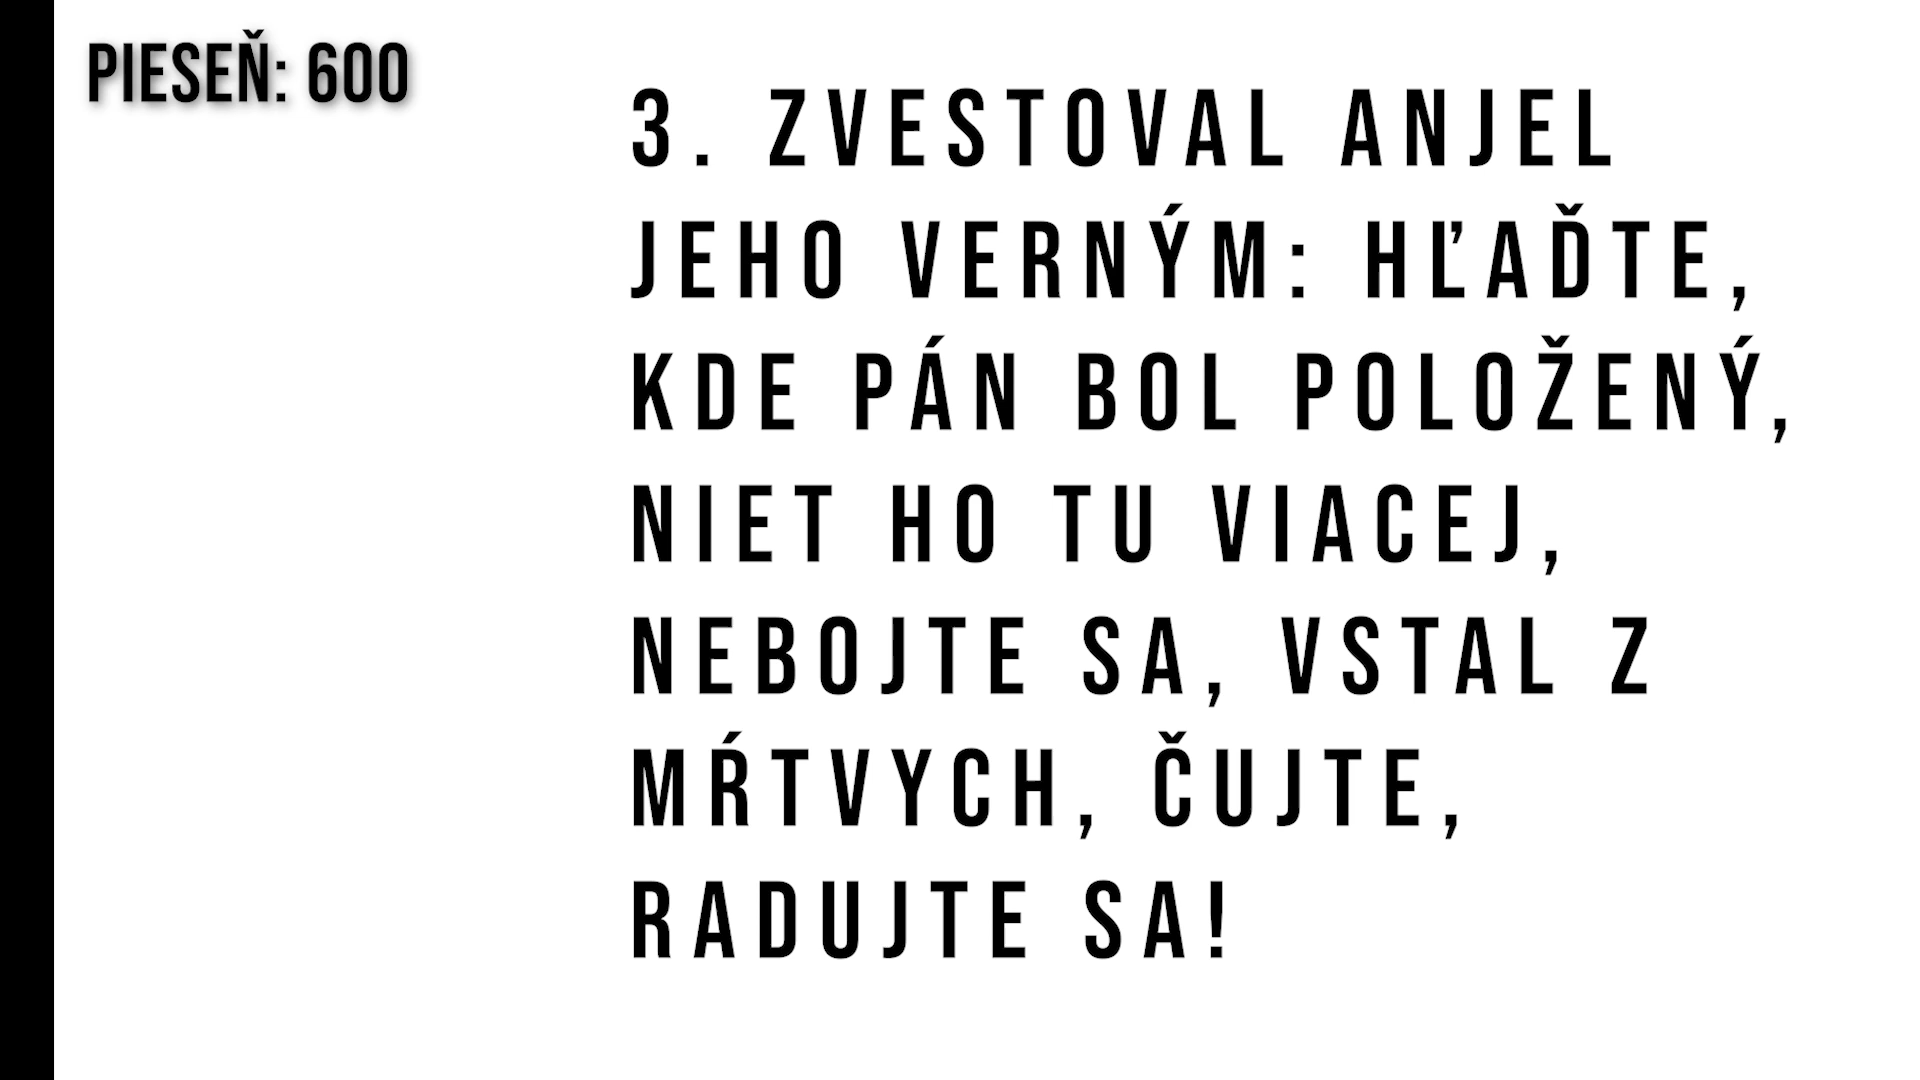 PIESEŇ: 600
3. ZVESTOVAL ANJEL
JEHO VERNÝM: HĽAĎTE,
KDE PÁN BOL POLOŽENÝ,
NIET HO TU VIACEJ,
NEBOJTE SA, VSTAL Z
MŔTVYCH, ČUJTE,
RADUJTE SA!